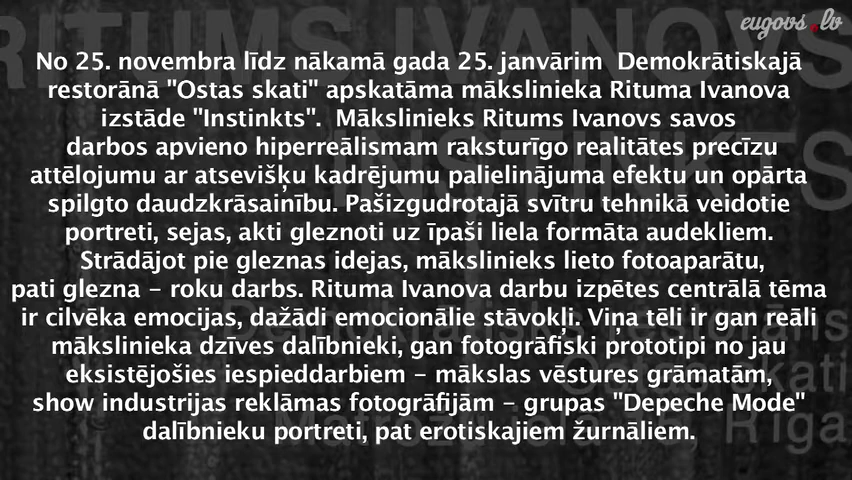 eugovs.lv
RITUMS IVANOVS
INSTINKTS
No 25. novembra līdz nākamā gada 25. janvārim  Demokrātiskajā
restorānā "Ostas skati" apskatāma mākslinieka Rituma Ivanova
izstāde "Instinkts".  Mākslinieks Ritums Ivanovs savos
darbos apvieno hiperreālismam raksturīgo realitātes precīzu
attēlojumu ar atsevišķu kadrējumu palielinājuma efektu un opārta
spilgto daudzkrāsainību. Pašizgudrotajā svītru tehnikā veidotie
portreti, sejas, akti gleznoti uz īpaši liela formāta audekliem.
Strādājot pie gleznas idejas, mākslinieks lieto fotoaparātu,
pati glezna – roku darbs. Rituma Ivanova darbu izpētes centrālā tēma
ir cilvēka emocijas, dažādi emocionālie stāvokļi. Viņa tēli ir gan reāli
mākslinieka dzīves dalībnieki, gan fotogrāfiski prototipi no jau
eksistējošies iespieddarbiem – mākslas vēstures grāmatām,
show industrijas reklāmas fotogrāfijām – grupas "Depeche Mode"
dalībnieku portreti, pat erotiskajiem žurnāliem.
Rīga